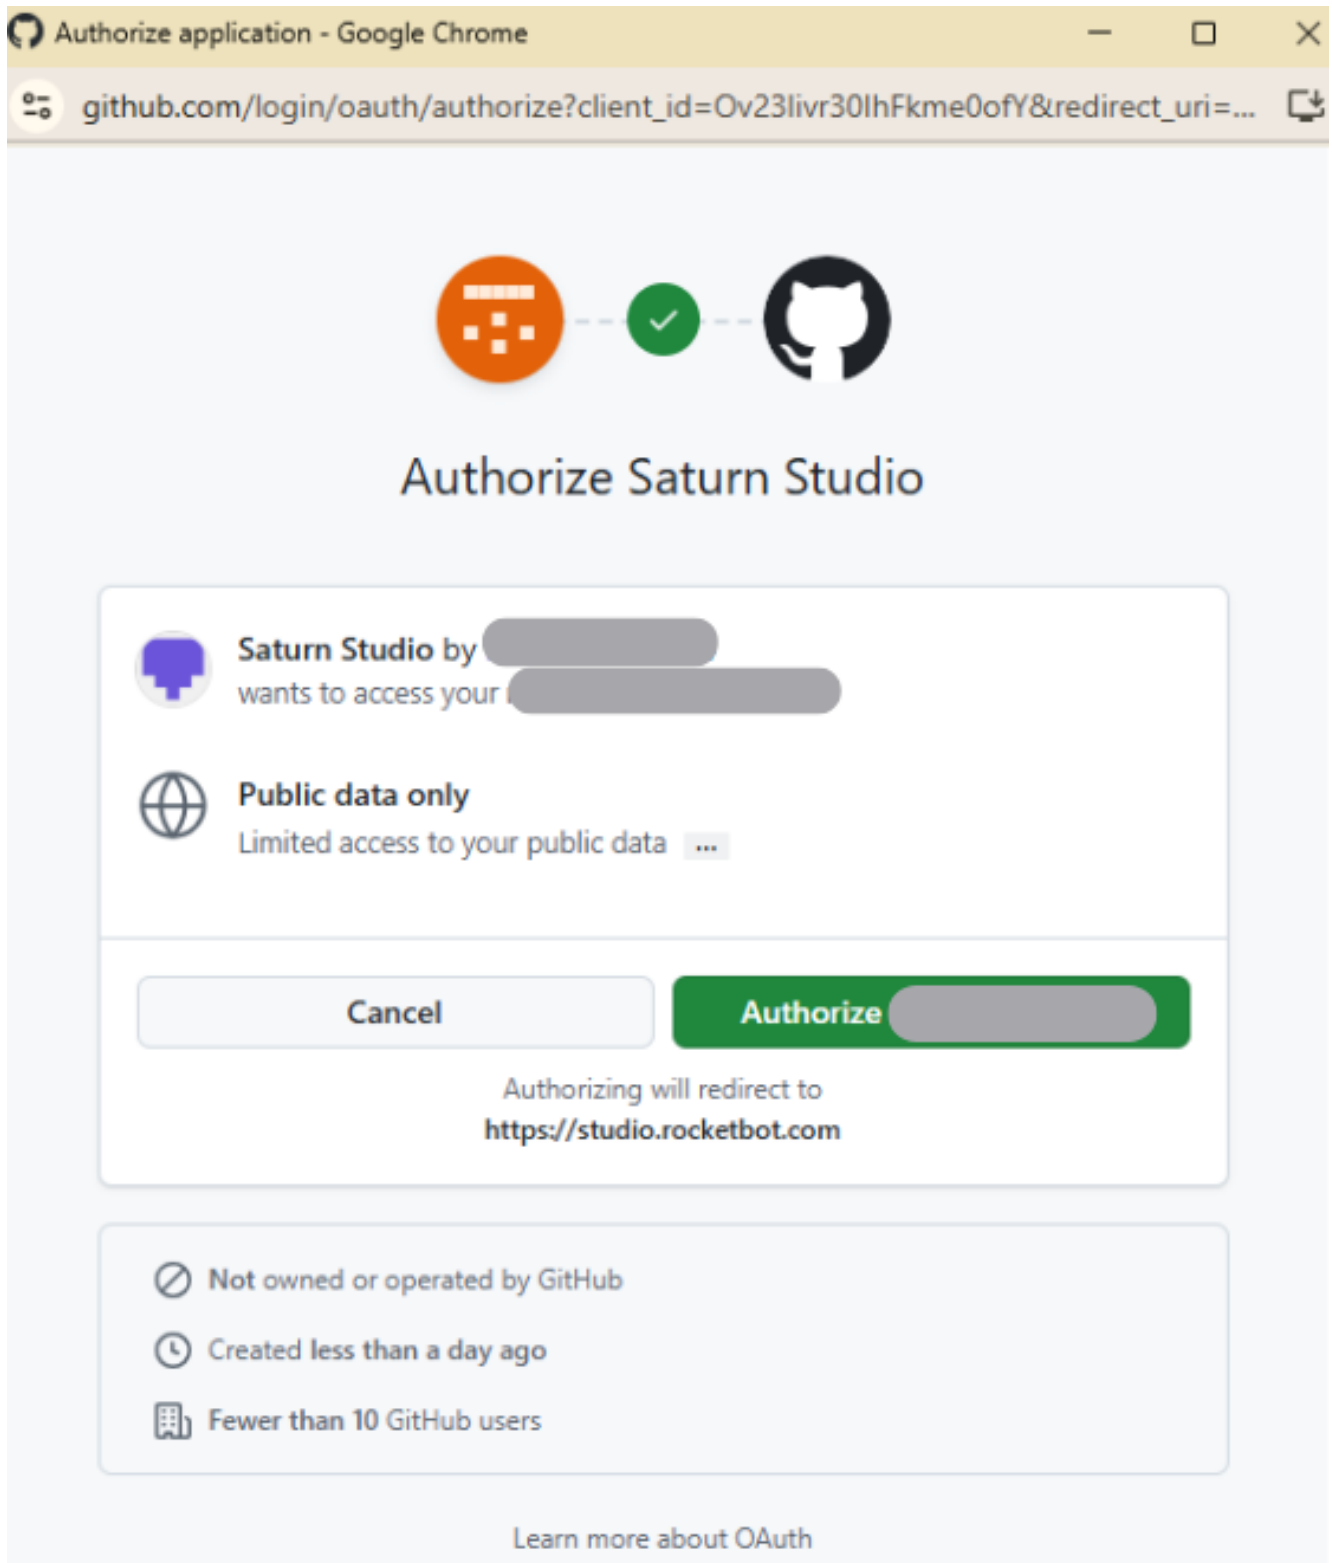 Authorize application - Google Chrome
github.com/login/oauth/authorize?client_id=Ov23livr30lhFkme0ofY&redirect_uri=...
Authorize Saturn Studio
Saturn Studio by
wants to access your
Public data only
Limited access to your public data ...
Cancel
Authorize
Authorizing will redirect to
https://studio.rocketbot.com
Not owned or operated by GitHub
Created less than a day ago
Fewer than 10 GitHub users
Learn more about OAuth